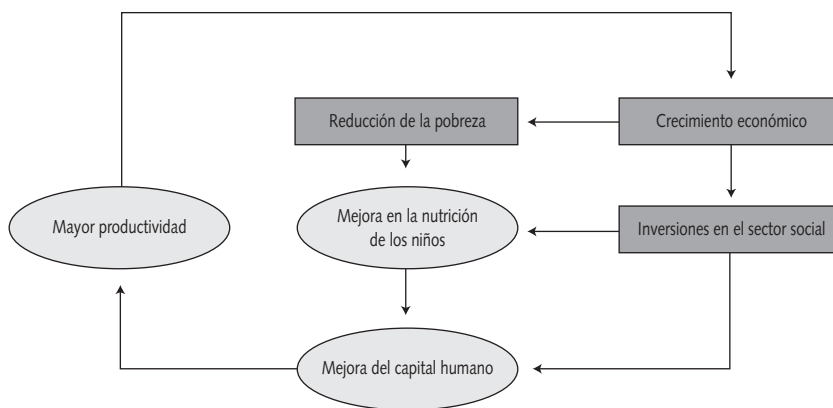 Reducción de la pobreza
Crecimiento económico
Mayor productividad
Mejora en la nutrición
de los niños
Inversiones en el sector social
Mejora del capital humano